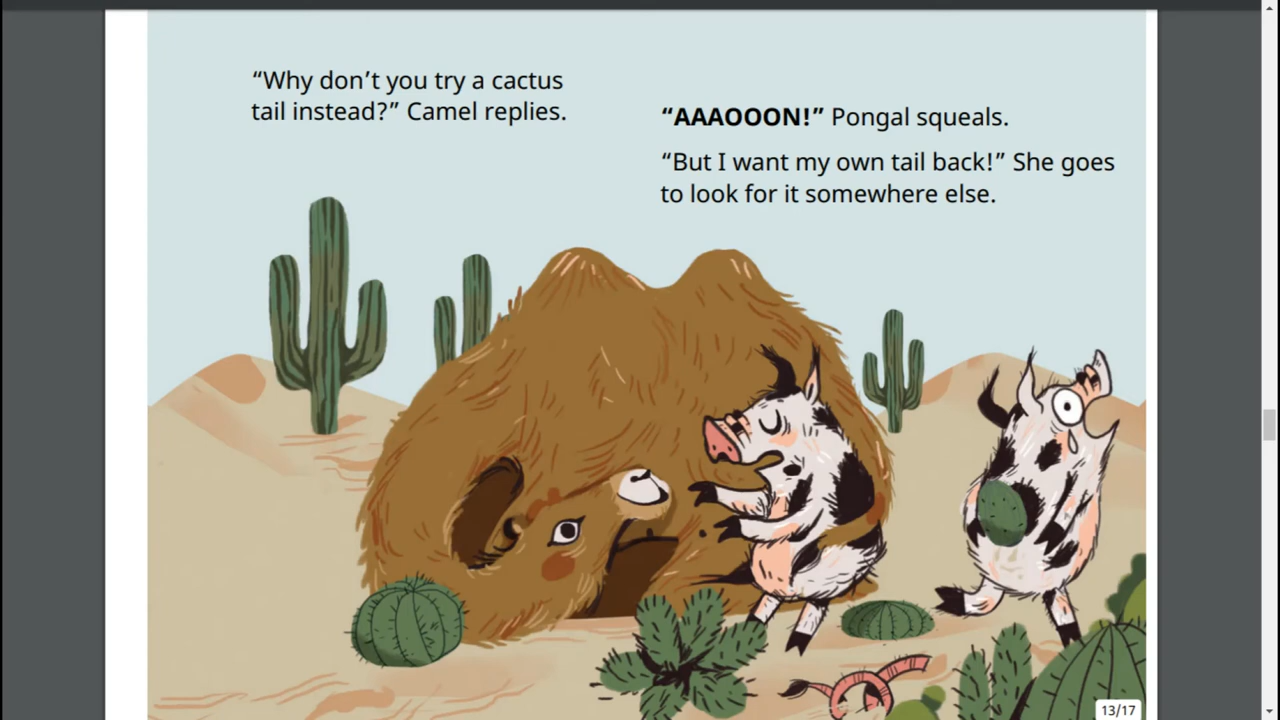 “Why don’t you try a cactus
tail instead?” Camel replies.
“AAAOOON!” Pongal squeals.
“But I want my own tail back!” She goes
to look for it somewhere else.
13/17